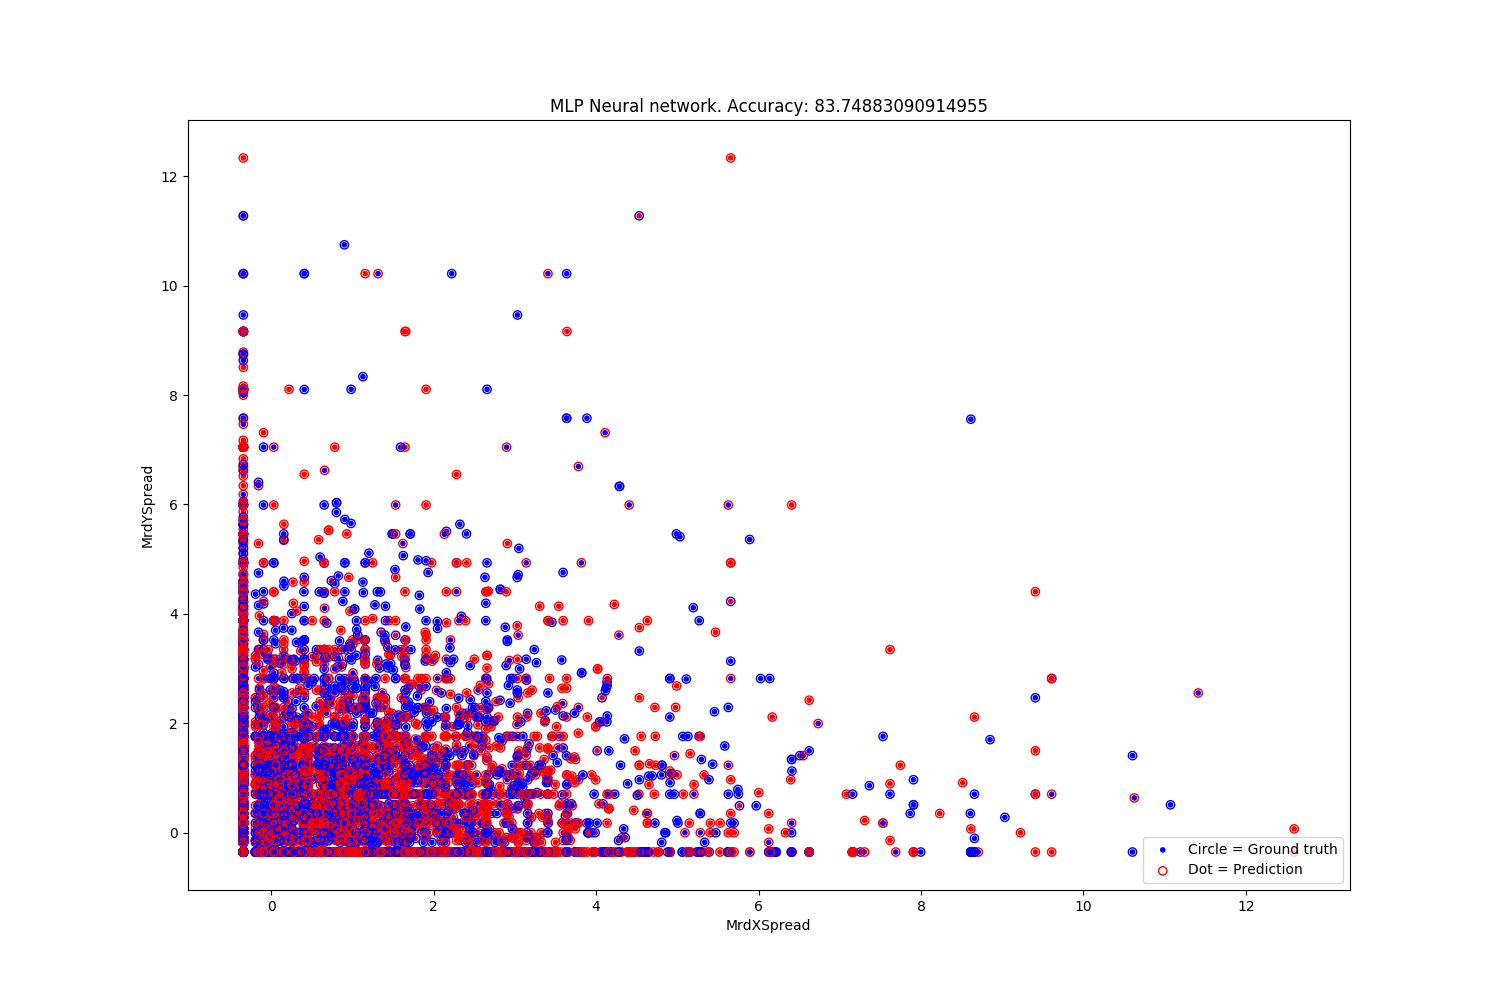 MLP Neural network. Accuracy: 83.74883090914955
12
10
8
6
4
2
0
MrdYSpread
0 2 4 6 8 10 12
MrdXSpread
Circle = Ground truth
Dot = Prediction